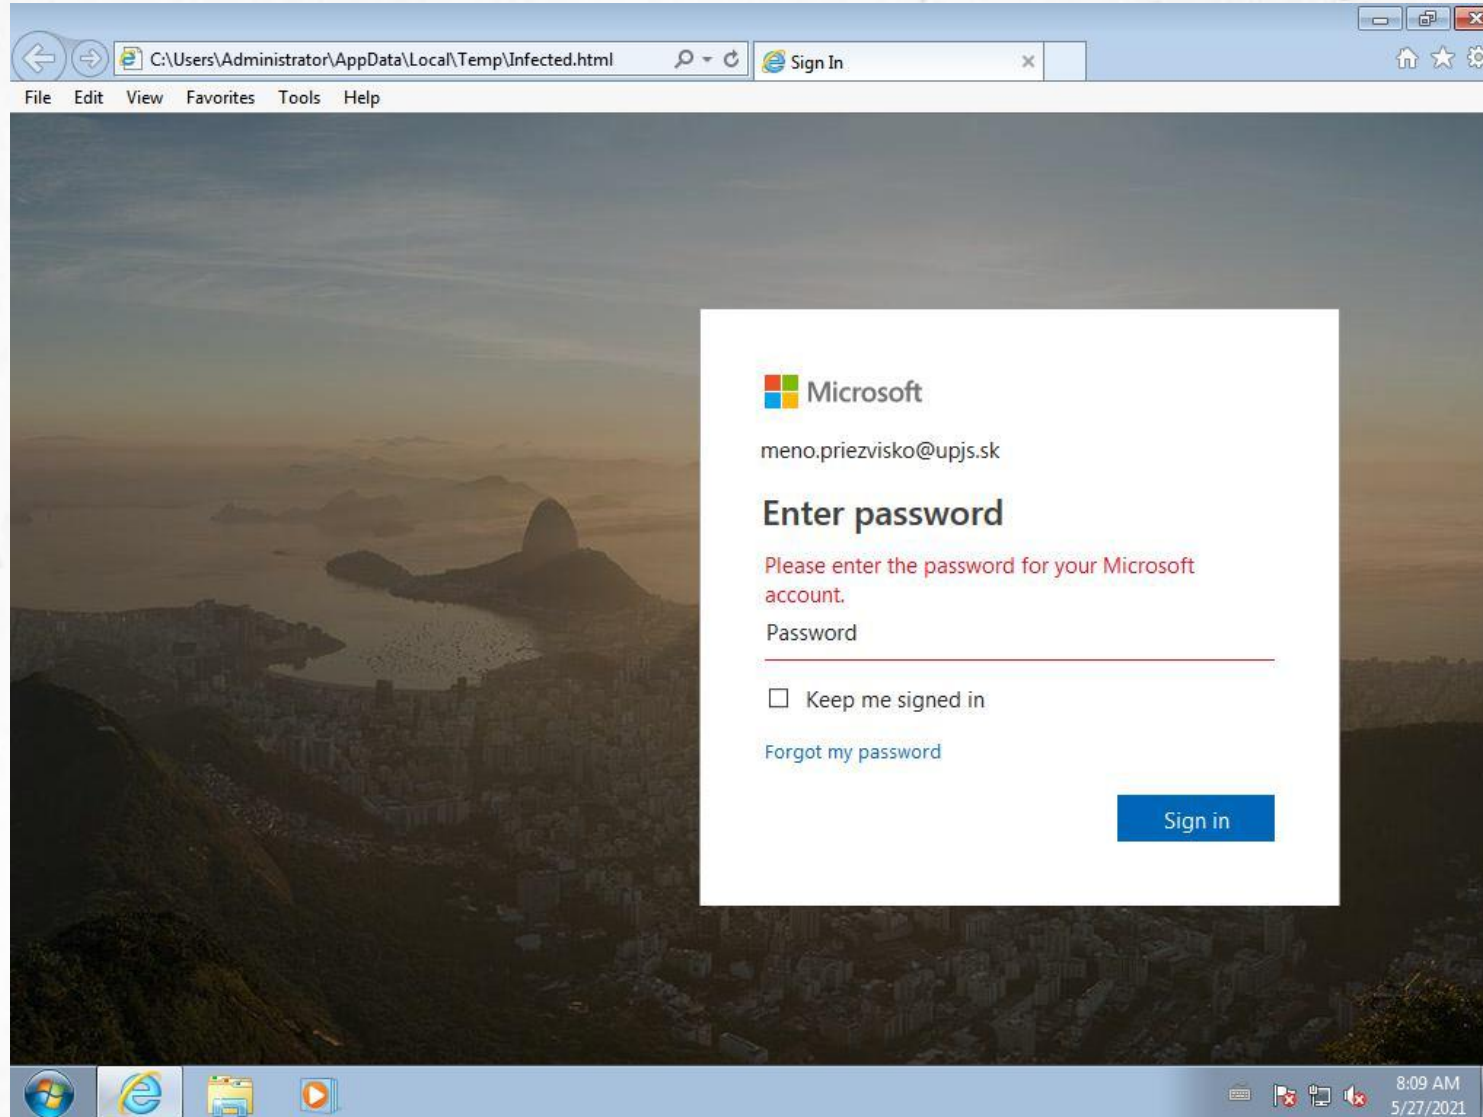 C:\Users\Administrator\AppData\Local\Temp\Infected.html
Sign In
File Edit View Favorites Tools Help
Microsoft
meno.priezvisko@upjs.sk
Enter password
Please enter the password for your Microsoft
account.
Password
Keep me signed in
Forgot my password
Sign in
8:09 AM
5/27/2021